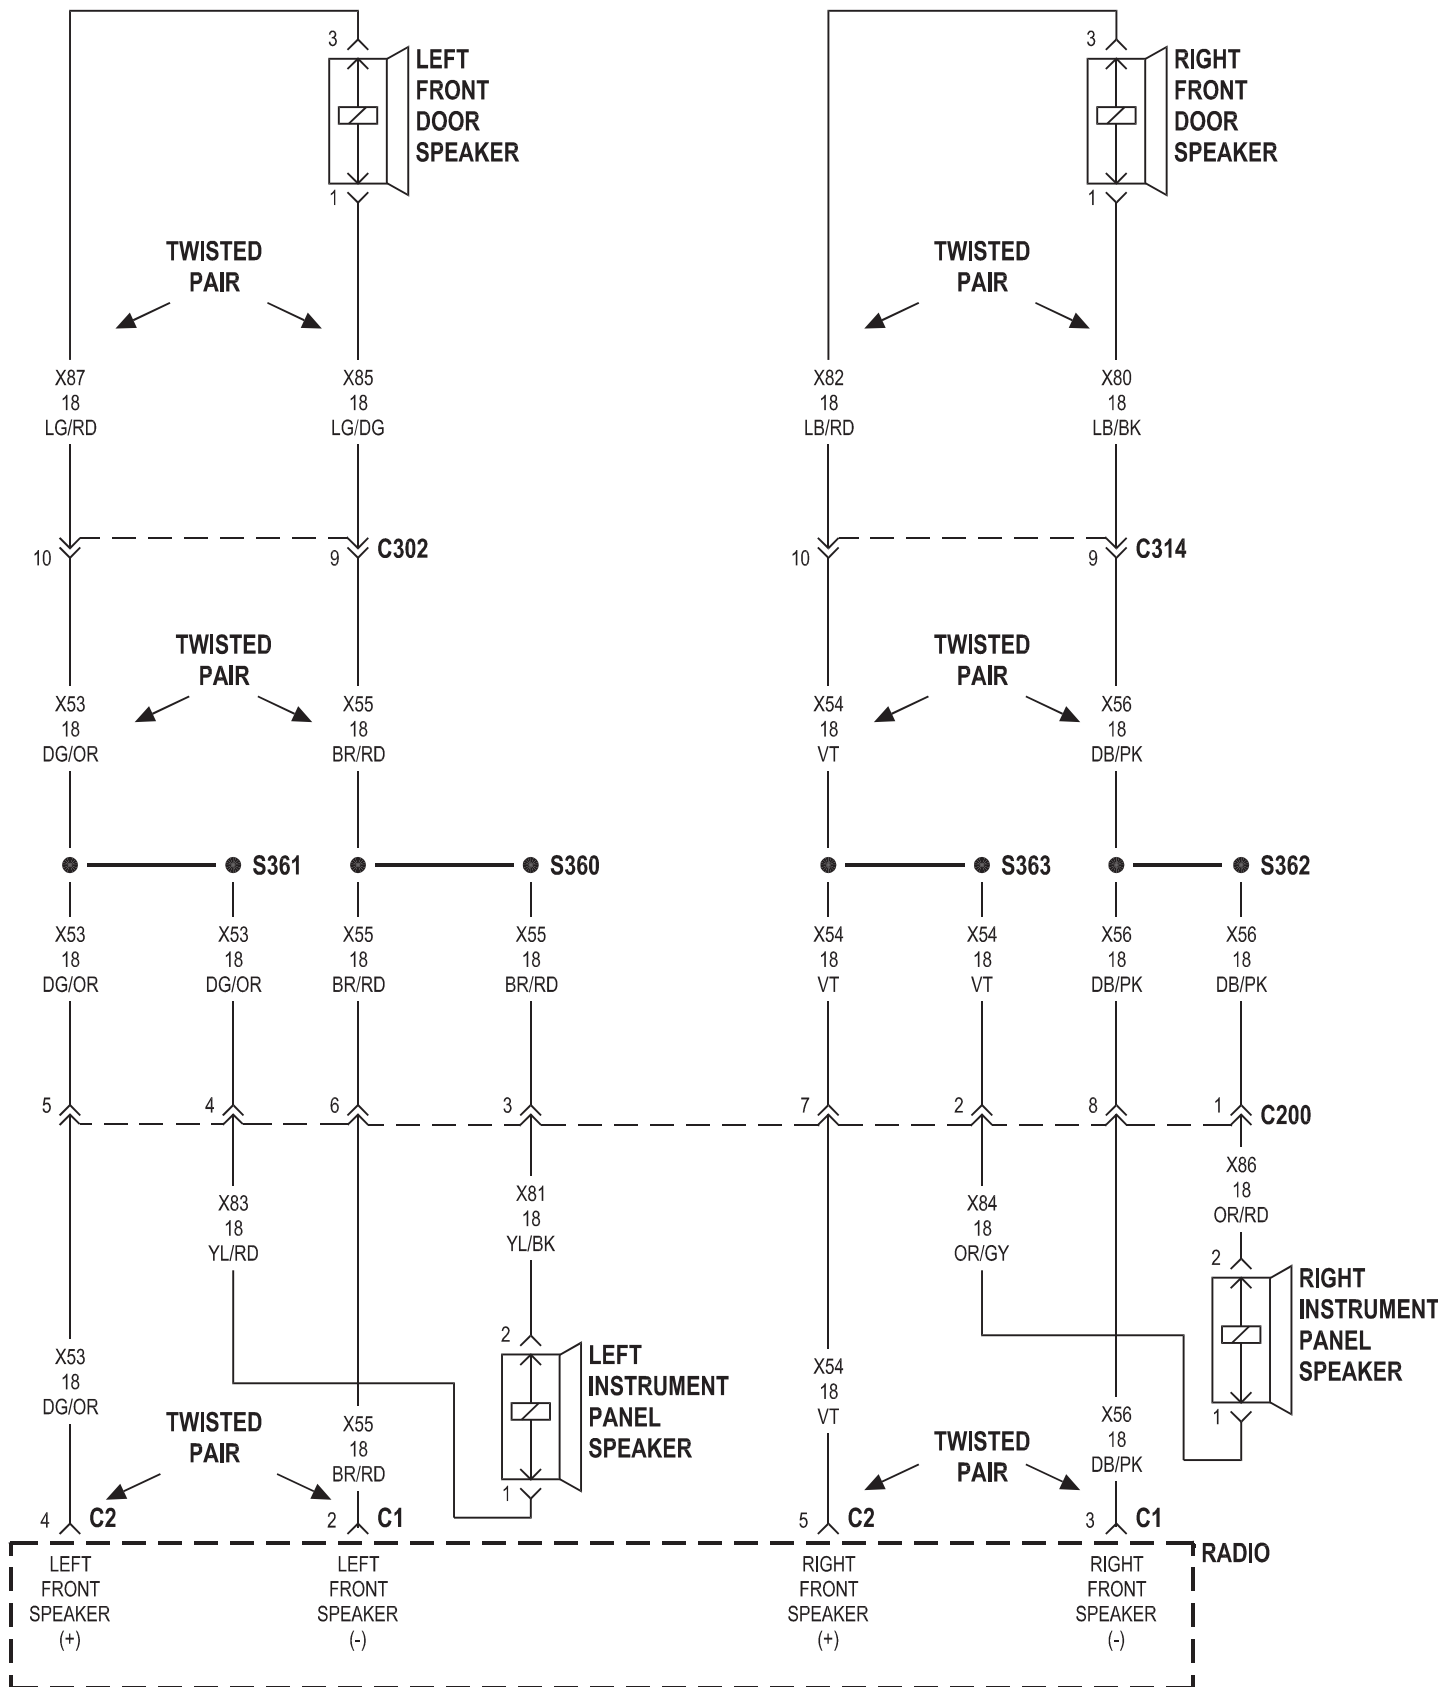 3
LEFT
FRONT
DOOR
SPEAKER
1
3
RIGHT
FRONT
DOOR
SPEAKER
1
TWISTED
PAIR
TWISTED
PAIR
X87
18
LG/RD
X85
18
LG/DG
X82
18
LB/RD
X80
18
LB/BK
10
9
C302
10
9
C314
TWISTED
PAIR
TWISTED
PAIR
X53
18
DG/OR
X55
18
BR/RD
X54
18
VT
X56
18
DB/PK
S361
S360
S363
S362
X53
18
DG/OR
X53
18
DG/OR
X55
18
BR/RD
X55
18
BR/RD
X54
18
VT
X54
18
VT
X56
18
DB/PK
X56
18
DB/PK
5
4
6
3
7
2
8
1
C200
X83
18
YL/RD
X81
18
YL/BK
X84
18
OR/GY
X86
18
OR/RD
2
RIGHT
INSTRUMENT
PANEL
SPEAKER
1
2
LEFT
INSTRUMENT
PANEL
SPEAKER
1
X53
18
DG/OR
X55
18
BR/RD
X54
18
VT
X56
18
DB/PK
TWISTED
PAIR
TWISTED
PAIR
4
C2
2
C1
5
C2
3
C1
RADIO
LEFT
FRONT
SPEAKER
(+)
LEFT
FRONT
SPEAKER
(-)
RIGHT
FRONT
SPEAKER
(+)
RIGHT
FRONT
SPEAKER
(-)